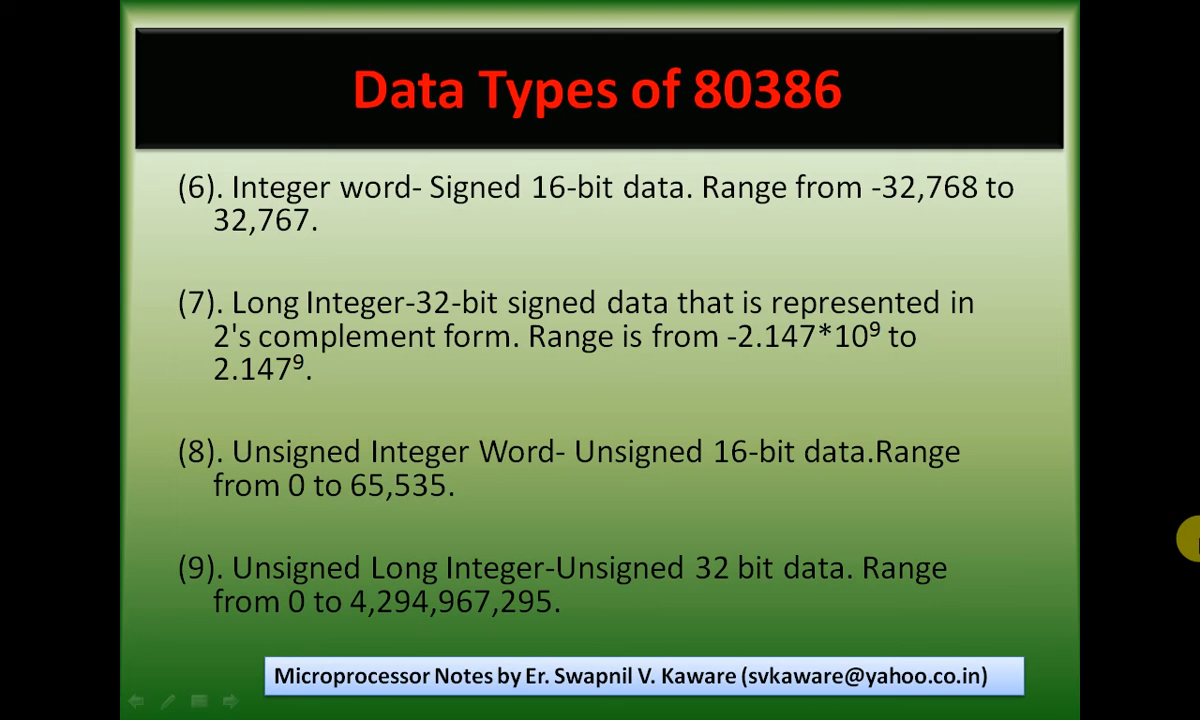 Data Types of 80386
(6). Integer word- Signed 16-bit data. Range from -32,768 to
32,767.
(7). Long Integer-32-bit signed data that is represented in
2's complement form. Range is from -2.147*10⁹ to
2.147⁹.
(8). Unsigned Integer Word- Unsigned 16-bit data.Range
from 0 to 65,535.
(9). Unsigned Long Integer-Unsigned 32 bit data. Range
from 0 to 4,294,967,295.
Microprocessor Notes by Er. Swapnil V. Kaware (svkaware@yahoo.co.in)